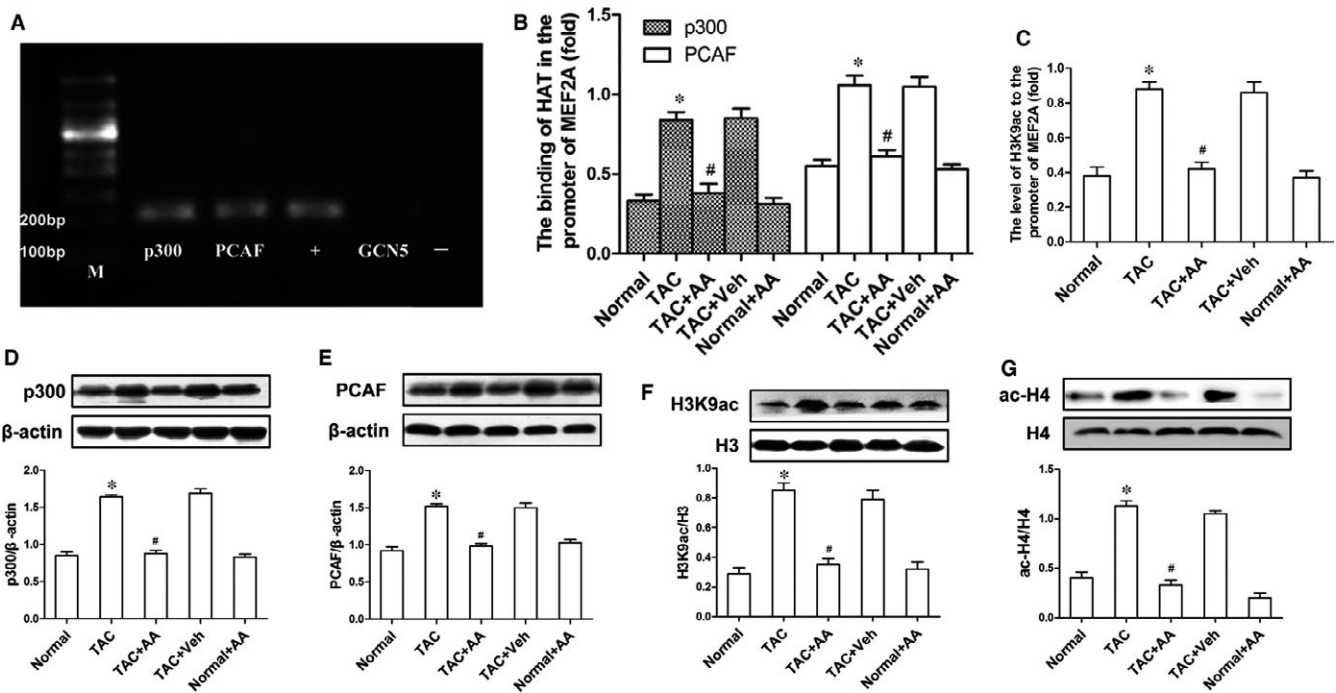 A
200bp
100bp
M
p300
PCAF
+
GCN5
—
B
The binding of HAT in the
promoter of MEF2A (fold)
1.5
1.0
0.5
0.0
p300
PCAF
*
#
*
#
Normal
TAC
TAC+AA
TAC+Veh
Normal+AA
Normal
TAC
TAC+AA
TAC+Veh
Normal+AA
C
The level of H3K9ac to the
promoter of MEF2A (fold)
1.0
0.8
0.6
0.4
0.2
0.0
*
#
Normal
TAC
TAC+AA
TAC+Veh
Normal+AA
D
p300
β-actin
p300/β -actin
2.0
1.5
1.0
0.5
0.0
*
#
Normal
TAC
TAC+AA
TAC+Veh
Normal+AA
E
PCAF
β-actin
PCAF/β-actin
2.0
1.5
1.0
0.5
0.0
*
#
Normal
TAC
TAC+AA
TAC+Veh
Normal+AA
F
H3K9ac
H3
H3K9ac/H3
0.8
0.6
0.4
0.2
0.0
*
#
Normal
TAC
TAC+AA
TAC+Veh
Normal+AA
G
ac-H4
H4
ac-H4/H4
1.5
1.0
0.5
0.0
*
#
Normal
TAC
TAC+AA
TAC+Veh
Normal+AA